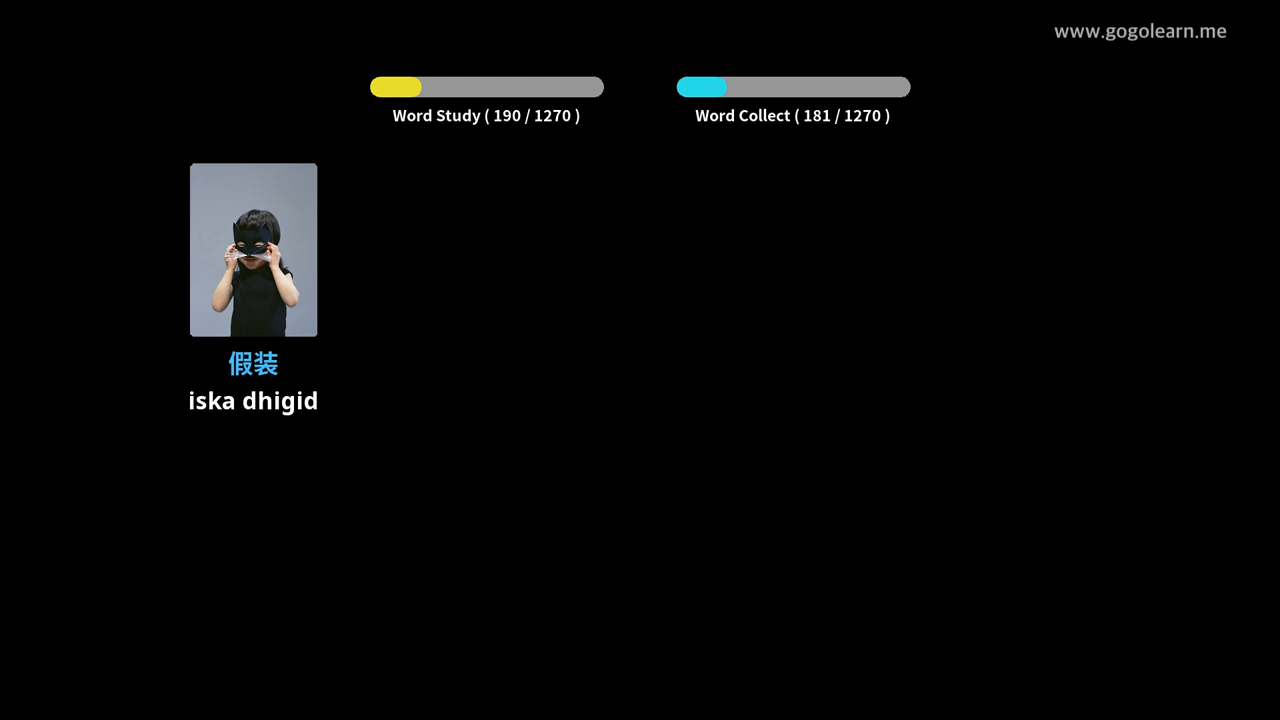 www.gogolearn.me
Word Study ( 190 / 1270 )
Word Collect ( 181 / 1270 )
假装
iska dhigid